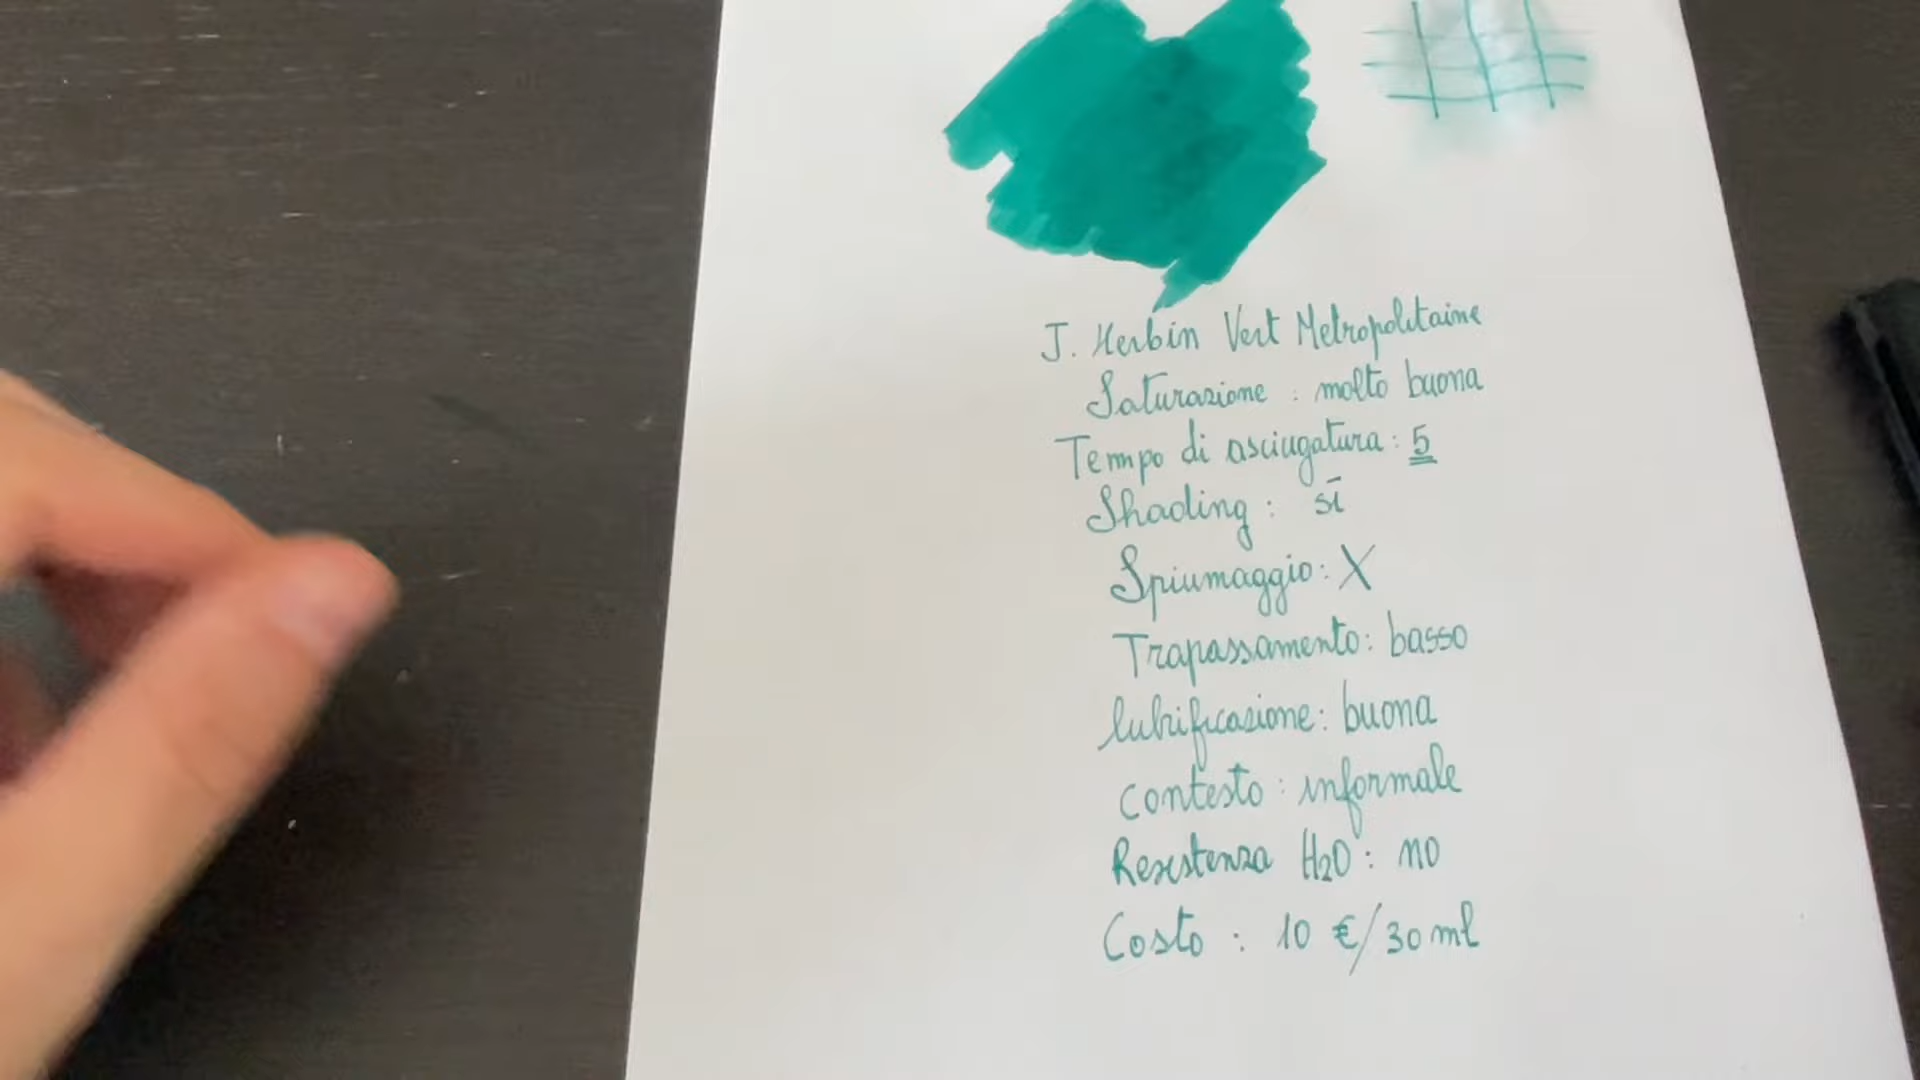 J. Herbin Vert Metropolitaine
Saturazione : molto buona
Tempo di asciugatura : 5
Shading : sì
Spiumaggio : X
Trapassamento : basso
lubrificazione : buona
Contesto : informale
Resistenza H2O : no
Costo : 10 €/30 ml